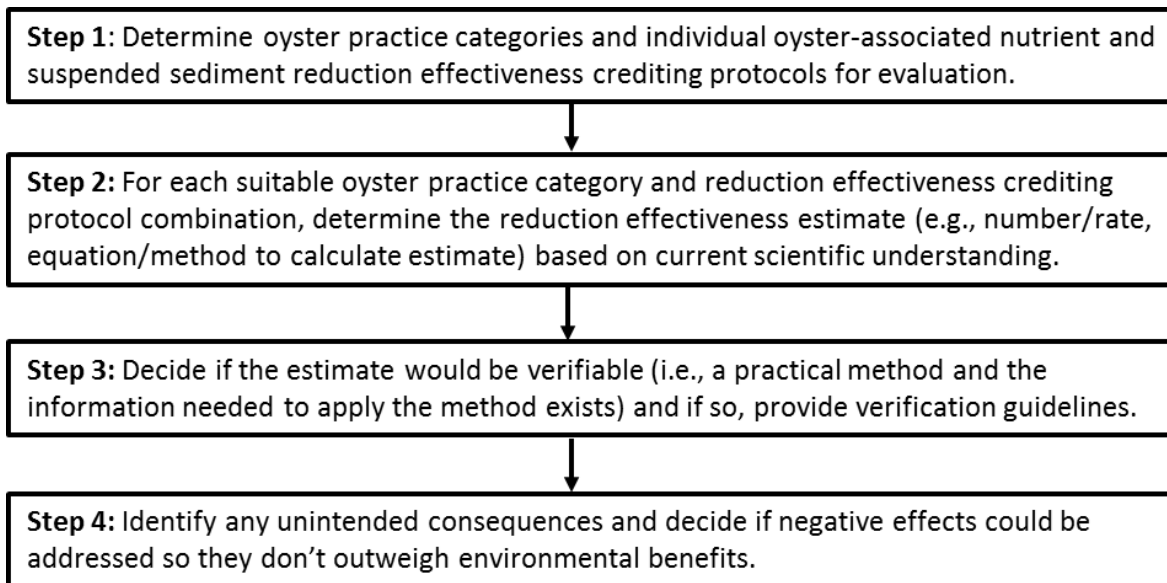 Step 1: Determine oyster practice categories and individual oyster-associated nutrient and
suspended sediment reduction effectiveness crediting protocols for evaluation.
Step 2: For each suitable oyster practice category and reduction effectiveness crediting
protocol combination, determine the reduction effectiveness estimate (e.g., number/rate,
equation/method to calculate estimate) based on current scientific understanding.
Step 3: Decide if the estimate would be verifiable (i.e., a practical method and the
information needed to apply the method exists) and if so, provide verification guidelines.
Step 4: Identify any unintended consequences and decide if negative effects could be
addressed so they don’t outweigh environmental benefits.